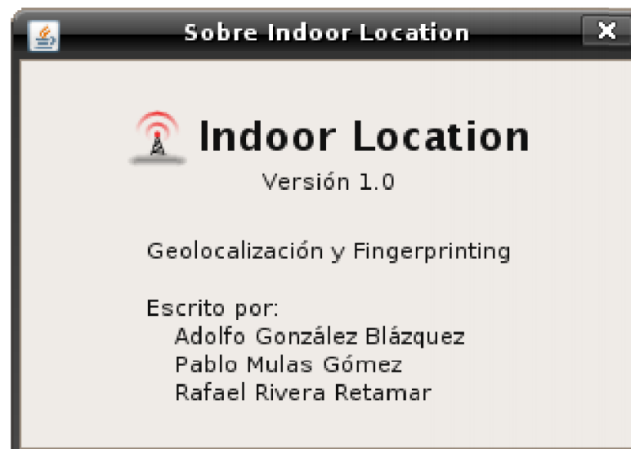 Sobre Indoor Location
Indoor Location
Versión 1.0
Geolocalización y Fingerprinting
Escrito por:
Adolfo González Blázquez
Pablo Mulas Gómez
Rafael Rivera Retamar